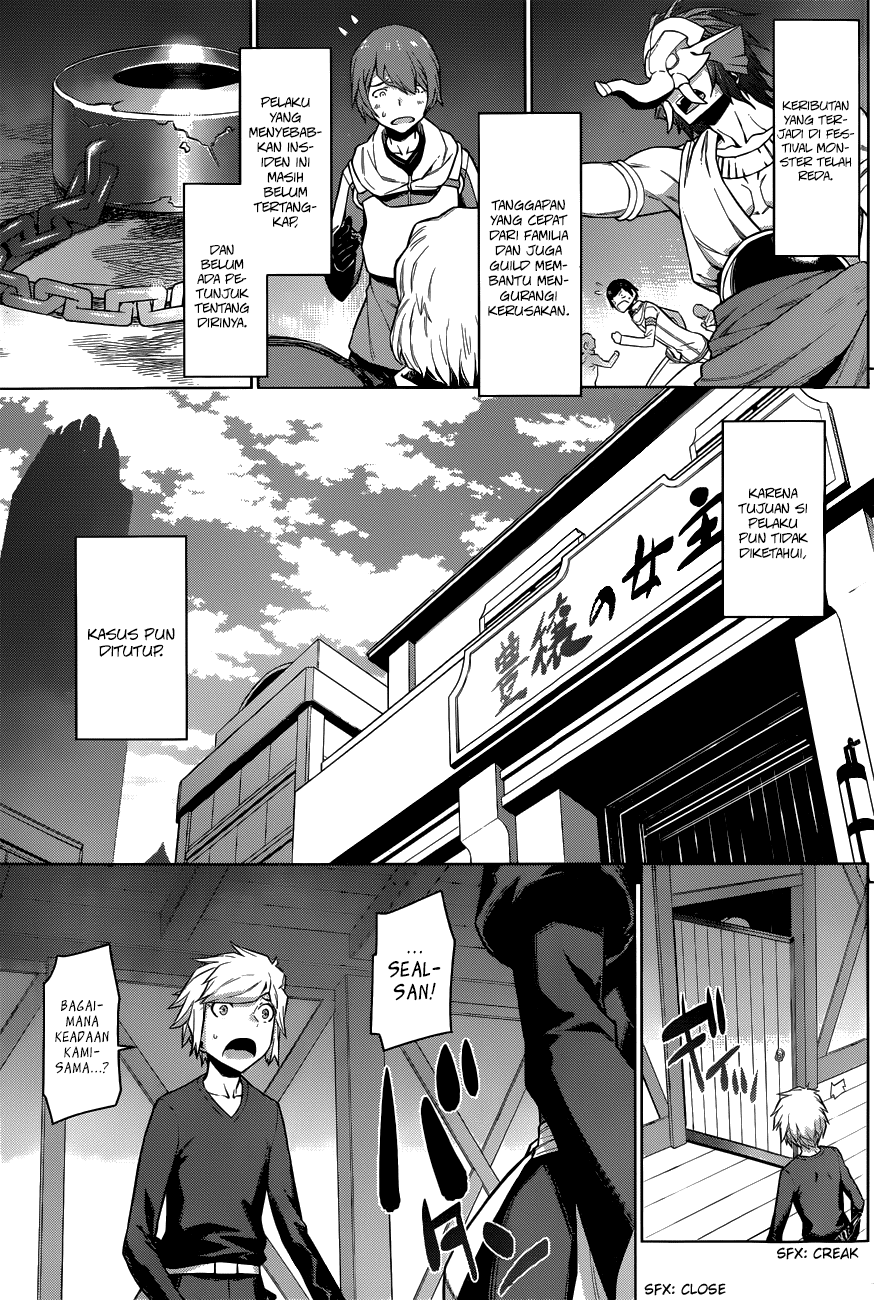 KERIBUTAN
YANG TER-
JADI DI FES-
TIVAL MON-
STER TELAH
REDA.
TANGGAPAN
YANG CEPAT
DARI FAMILIA
DAN JUGA
GUILD MEM-
BANTU MEN-
GURANGI
KERUSAKAN.
PELAKU
YANG
MENYEBAB-
KAN INS-
IDEN INI
MASIH
BELUM
TERTANG-
KAP,
DAN
BELUM
ADA PE-
TUNJUK
TENTANG
DIRINYA.
KARENA
TUJUAN SI
PELAKU
PUN TIDAK
DIKETAHUI,
豊穣の女主
KASUS PUN
DITUTUP.
ギィ
SFX: CREAK
...
SEAL-
SAN!
BAGAI-
MANA
KEADAAN
KAMI-
SAMA...?
バタン
SFX: CLOSE